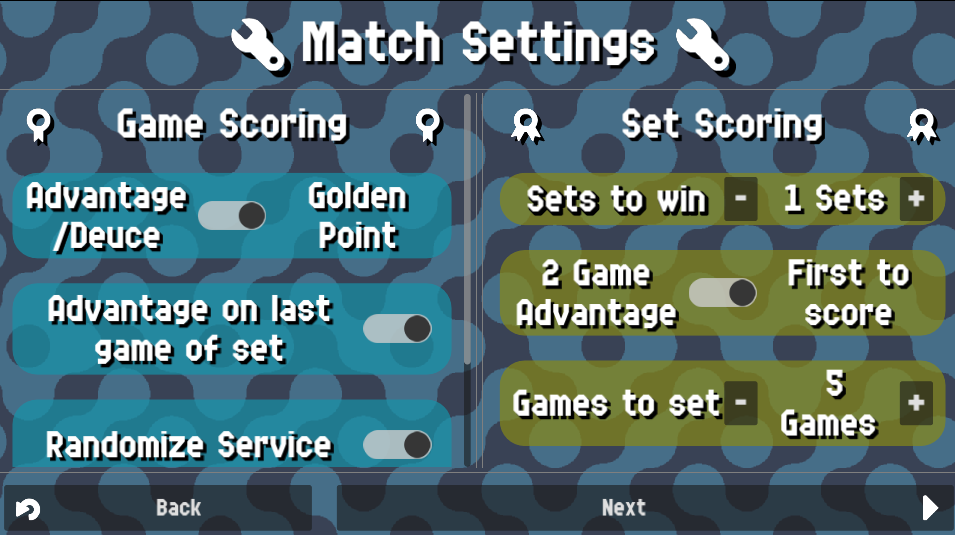 Match Settings
Game Scoring
Advantage
/Deuce
Golden
Point
Advantage on last
game of set
Randomize Service
Set Scoring
Sets to win - 1 Sets +
2 Game
Advantage
First to
score
Games to set - 5
Games +
Back
Next